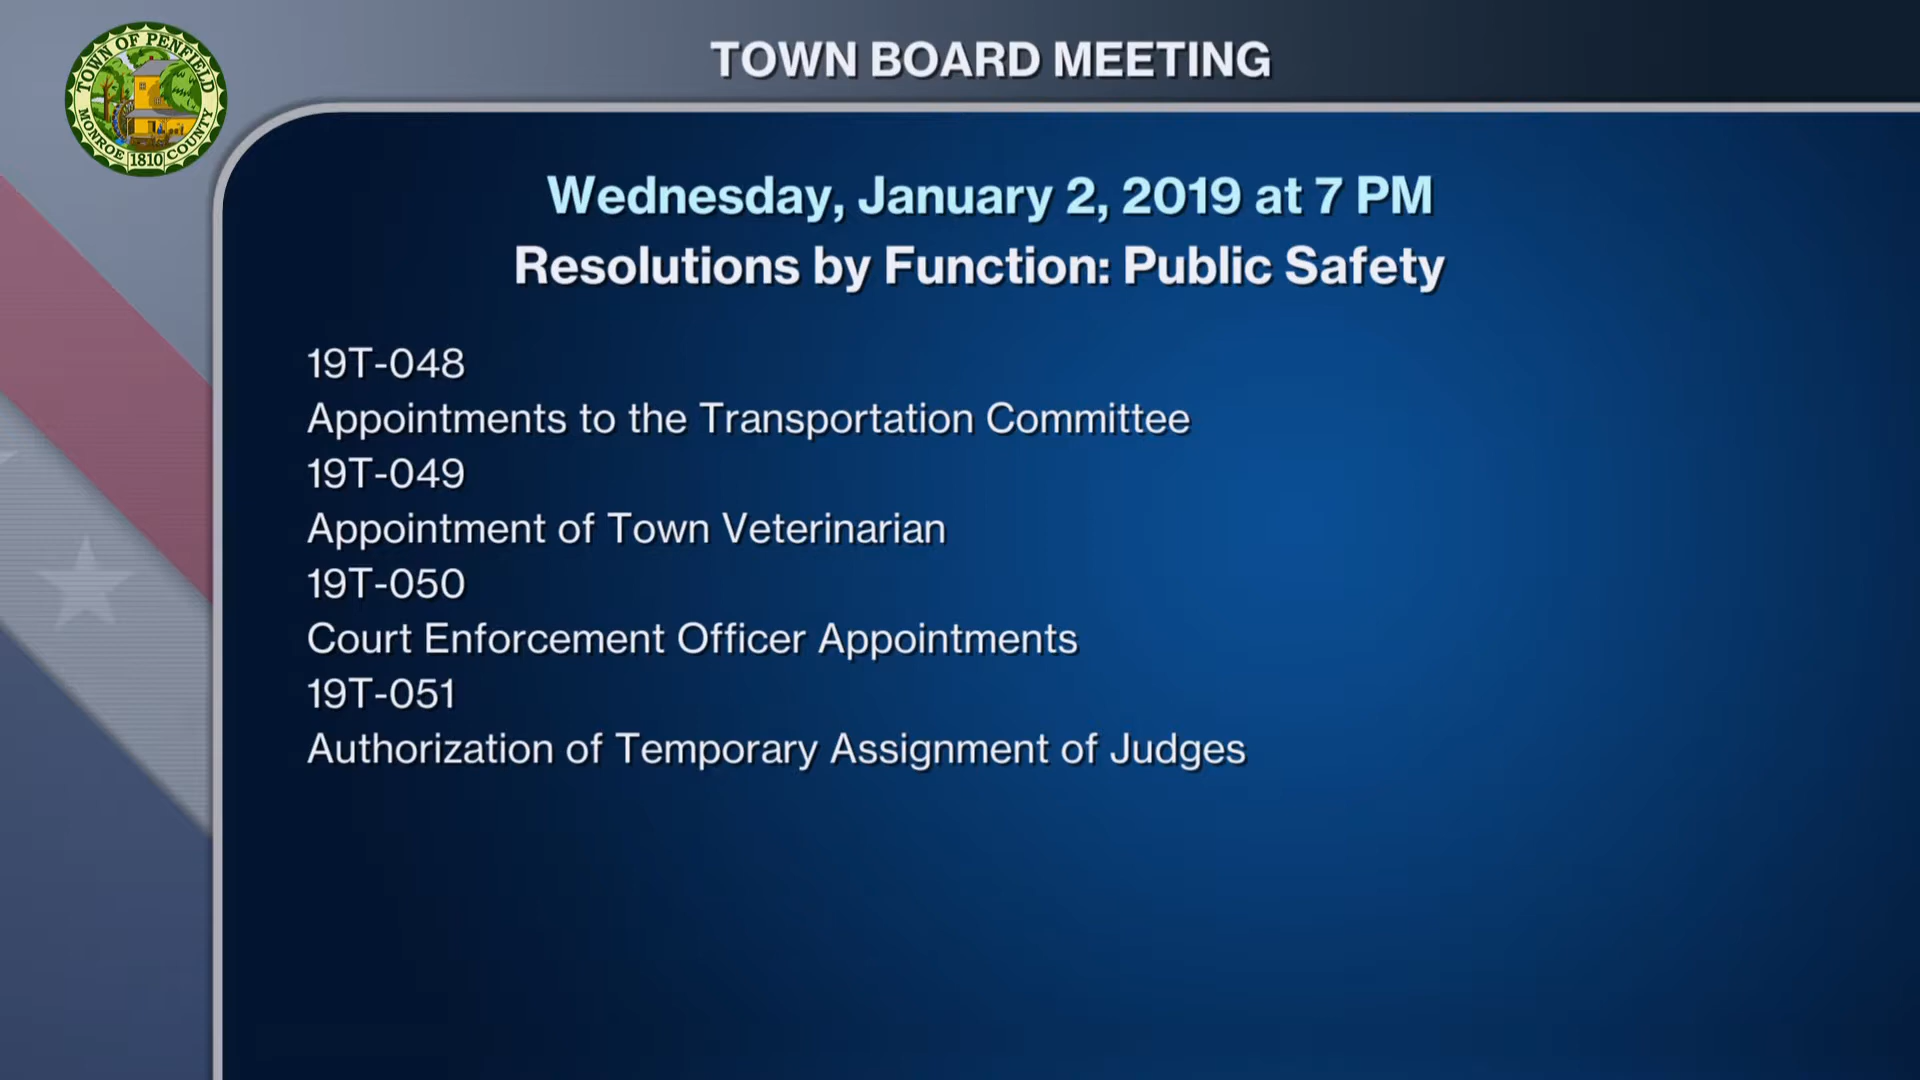 TOWN OF PENFIELD
MONROE COUNTY
1810
TOWN BOARD MEETING
Wednesday, January 2, 2019 at 7 PM
Resolutions by Function: Public Safety
19T-048
Appointments to the Transportation Committee
19T-049
Appointment of Town Veterinarian
19T-050
Court Enforcement Officer Appointments
19T-051
Authorization of Temporary Assignment of Judges